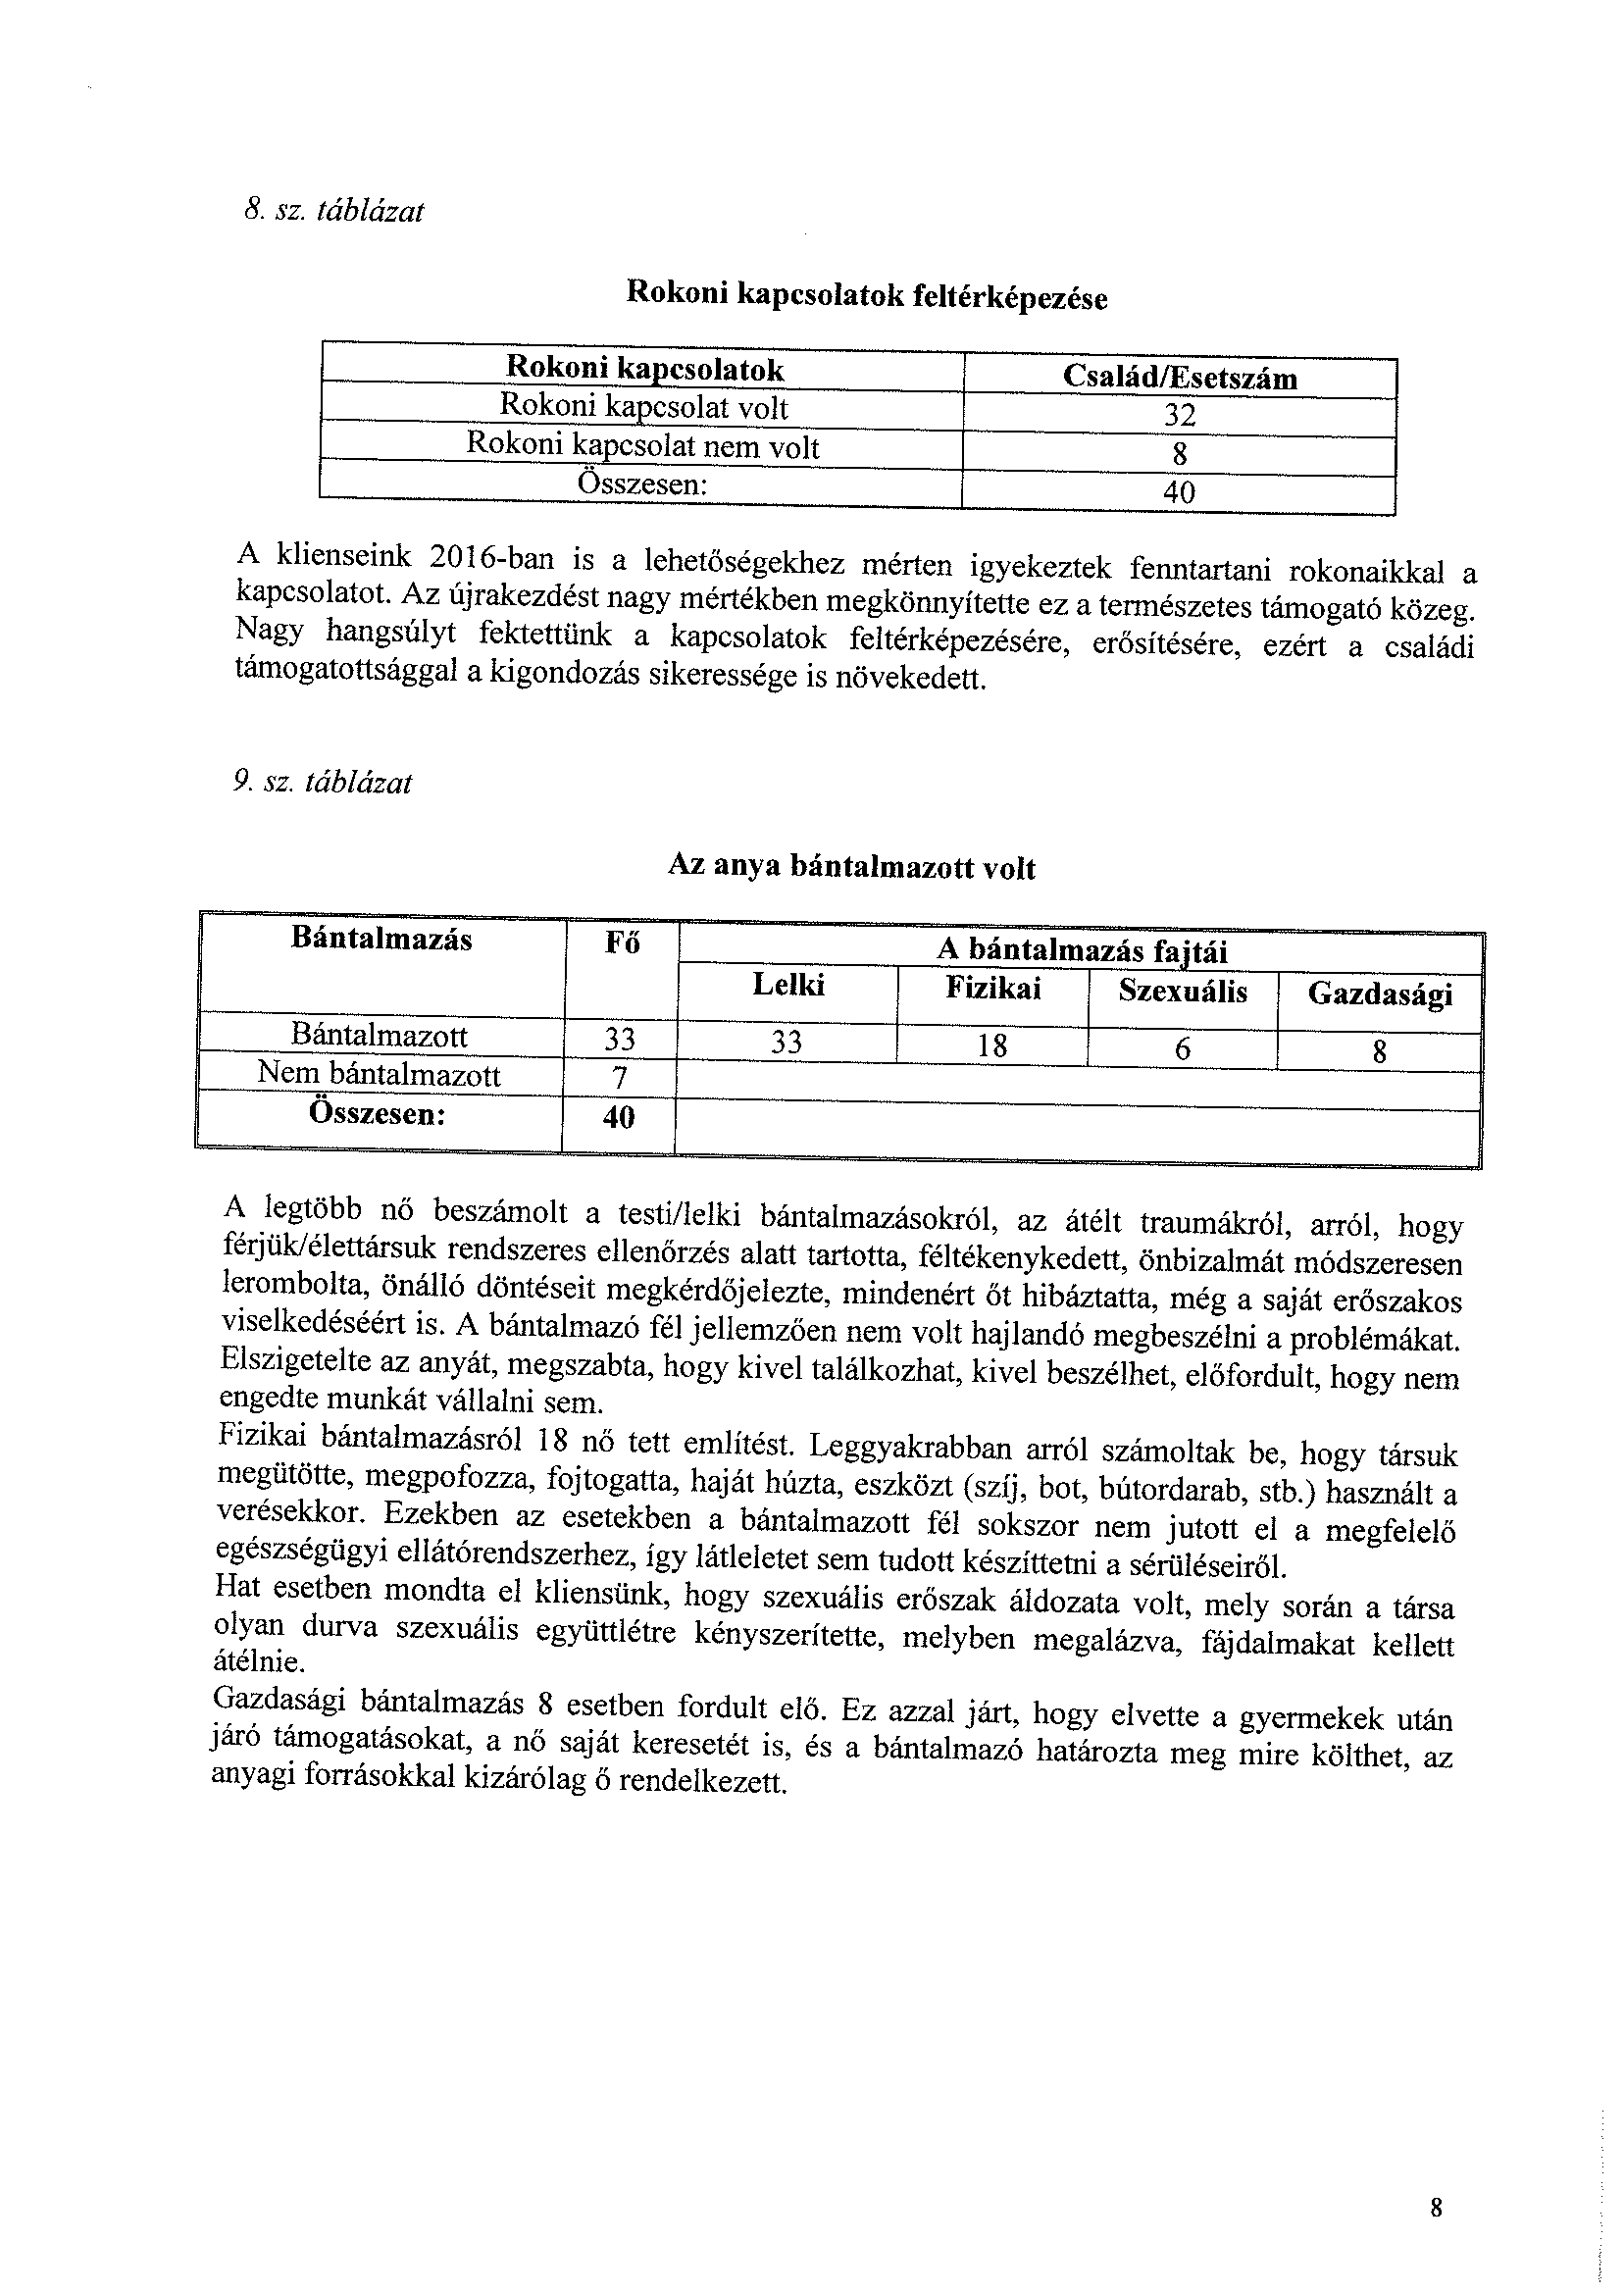 8. sz. táblázat
Rokoni kapcsolatok feltérképezése
Rokoni kapcsolatok Család/Esetszám
Rokoni kapcsolat volt 32
Rokoni kapcsolat nem volt 8
Összesen: 40
A klienseink 2016-ban is a lehetőségekhez mérten igyekeztek fenntartani rokonaikkal a
kapcsolatot. Az újrakezdést nagy mértékben megkönnyítette ez a természetes támogató közeg.
Nagy hangsúlyt fektettünk a kapcsolatok feltérképezésére, erősítésére, ezért a családi
támogatottsággal a kigondozás sikeressége is növekedett.
9. sz. táblázat
Az anya bántalmazott volt
Bántalmazás Fő A bántalmazás fajtái
Lelki Fizikai Szexuális Gazdasági
Bántalmazott 33 33 18 6 8
Nem bántalmazott 7
Összesen: 40
A legtöbb nő beszámolt a testi/lelki bántalmazásokról, az átélt traumákról, arról, hogy
férjük/élettársuk rendszeres ellenőrzés alatt tartotta, féltékenykedett, önbizalmát módszeresen
lerombolta, önálló döntéseit megkérdőjelezte, mindenért őt hibáztatta, még a saját erőszakos
viselkedéséért is. A bántalmazó fél jellemzően nem volt hajlandó megbeszélni a problémákat.
Elszigetelte az anyát, megszabta, hogy kivel találkozhat, kivel beszélhet, előfordult, hogy nem
engedte munkát vállalni sem.
Fizikai bántalmazásról 18 nő tett említést. Leggyakrabban arról számoltak be, hogy társuk
megütötte, megpofozza, fojtogatta, haját húzta, eszközt (szíj, bot, bútordarab, stb.) használt a
verésekkor. Ezekben az esetekben a bántalmazott fél sokszor nem jutott el a megfelelő
egészségügyi ellátórendszerhez, így látleletet sem tudott készíttetni a sérüléseiről.
Hat esetben mondta el kliensünk, hogy szexuális erőszak áldozata volt, mely során a társa
olyan durva szexuális együttlétre kényszerítette, melyben megalázva, fájdalmakat kellett
átélnie.
Gazdasági bántalmazás 8 esetben fordult elő. Ez azzal járt, hogy elvette a gyermekek után
járó támogatásokat, a nő saját keresetét is, és a bántalmazó határozta meg mire költhet, az
anyagi forrásokkal kizárólag ő rendelkezett.
8